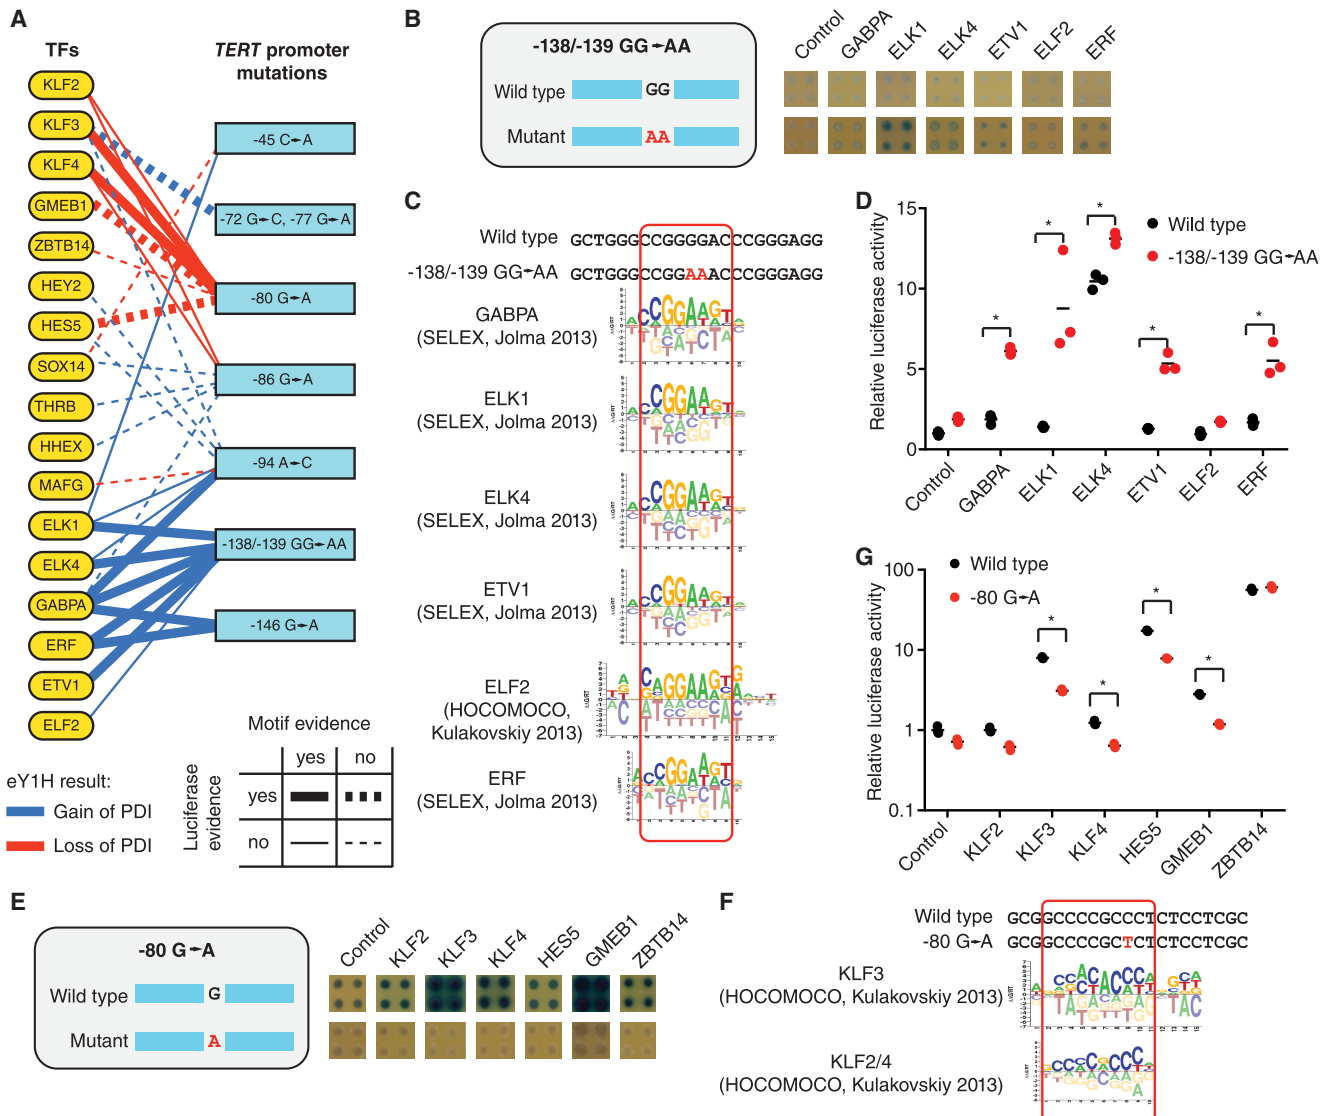 A
TFs
TERT promoter
mutations
KLF2
KLF3
KLF4
GMEB1
ZBTB14
HEY2
HES5
SOX14
THRB
HHEX
MAFG
ELK1
ELK4
GABPA
ERF
ETV1
ELF2
-45 C➛A
-72 G➛C, -77 G➛A
-80 G➛A
-86 G➛A
-94 A➛C
-138/-139 GG➛AA
-146 G➛A
eY1H result:
Gain of PDI
Loss of PDI
Motif evidence
yes no
Luciferase
evidence
yes
no
B
-138/-139 GG➛AA
Wild type GG
Mutant AA
Control GABPA ELK1 ELK4 ETV1 ELF2 ERF
C
Wild type GCTGGGCCGGGGACCCGGGAGG
-138/-139 GG➛AA GCTGGGCCGGAAACCCGGGAGG
GABPA
(SELEX, Jolma 2013)
ELK1
(SELEX, Jolma 2013)
ELK4
(SELEX, Jolma 2013)
ETV1
(SELEX, Jolma 2013)
ELF2
(HOCOMOCO,
Kulakovskiy 2013)
ERF
(SELEX, Jolma 2013)
D
Relative luciferase activity
15
10
5
0
Wild type
-138/-139 GG➛AA
* * * * *
Control GABPA ELK1 ELK4 ETV1 ELF2 ERF
G
Relative luciferase activity
100
10
1
0.1
Wild type
-80 G➛A
* * * *
Control KLF2 KLF3 KLF4 HES5 GMEB1 ZBTB14
E
-80 G➛A
Wild type G
Mutant A
Control KLF2 KLF3 KLF4 HES5 GMEB1 ZBTB14
F
Wild type GCGGCCCCGCCCTCTCCTCGC
-80 G➛A GCGGCCCCGCTCTCTCCTCGC
KLF3
(HOCOMOCO, Kulakovskiy 2013)
KLF2/4
(HOCOMOCO, Kulakovskiy 2013)